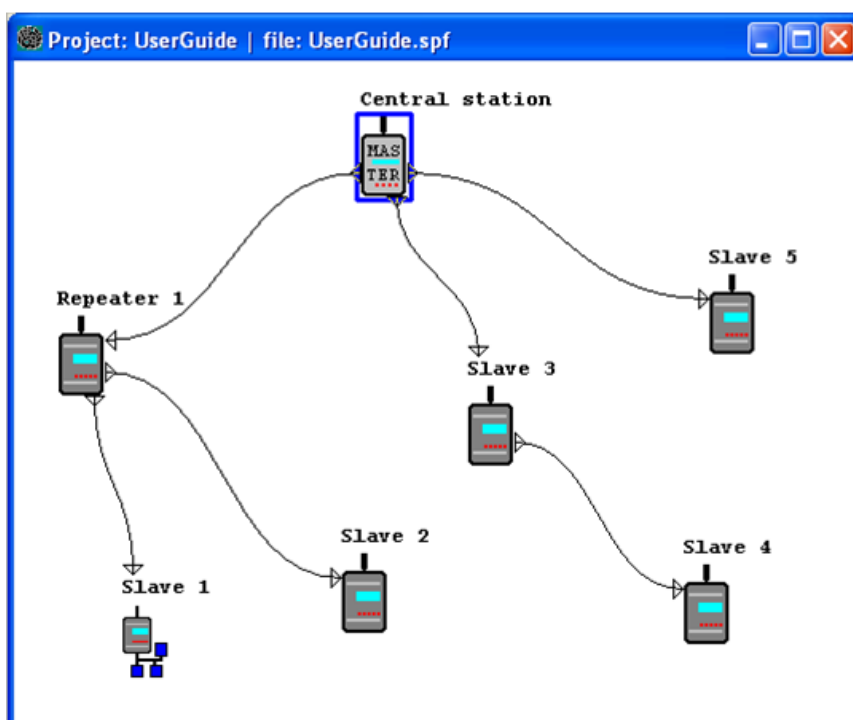 Project: UserGuide | file: UserGuide.spf
Central station
MAS
TER
Slave 5
Repeater 1
Slave 3
Slave 2
Slave 4
Slave 1